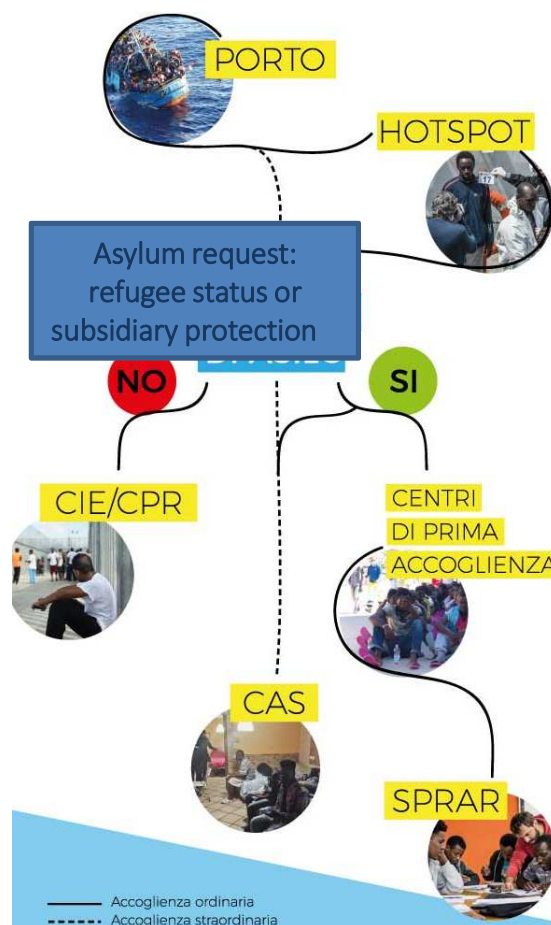 PORTO
HOTSPOT
Asylum request:
refugee status or
subsidiary protection
NO
SI
CIE/CPR
CENTRI
DI PRIMA
ACCOGLIENZA
CAS
SPRAR
Accoglienza ordinaria
Accoglienza straordinaria